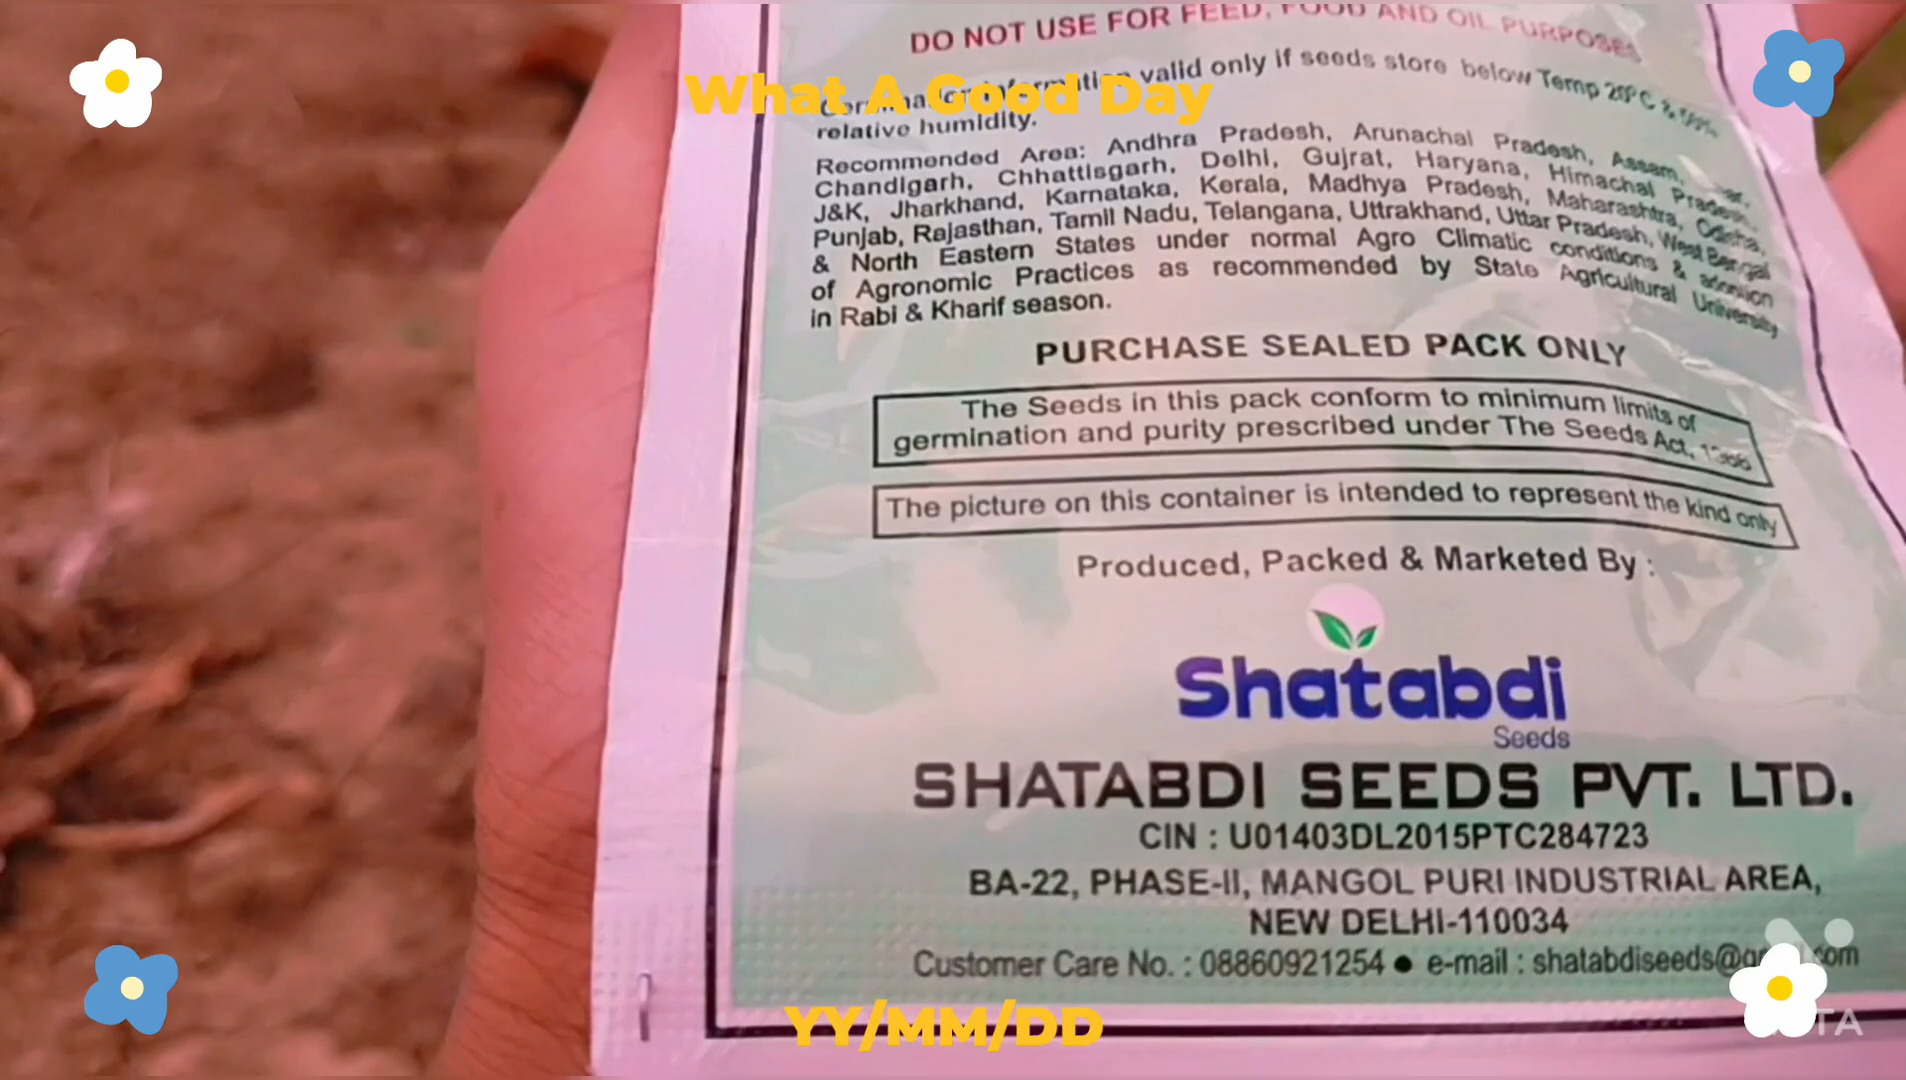 DO NOT USE FOR FEED, FOOD AND OIL PURPOSES
What A Good Day
information valid only if seeds store below Temp 20°C &
relative humidity.
Recommended Area: Andhra Pradesh, Arunachal Pradesh, Assam,
Chandigarh, Chhattisgarh, Delhi, Gujrat, Haryana, Himachal Pradesh,
J&K, Jharkhand, Karnataka, Kerala, Madhya Pradesh, Maharashtra, Odisha,
Punjab, Rajasthan, Tamil Nadu, Telangana, Uttrakhand, Uttar Pradesh, West Bengal
& North Eastern States under normal Agro Climatic conditions & adoption
of Agronomic Practices as recommended by State Agricultural University
in Rabi & Kharif season.
PURCHASE SEALED PACK ONLY
The Seeds in this pack conform to minimum limits of
germination and purity prescribed under The Seeds Act, 1966
The picture on this container is intended to represent the kind only
Produced, Packed & Marketed By :
Shatabdi
Seeds
SHATABDI SEEDS PVT. LTD.
CIN : U01403DL2015PTC284723
BA-22, PHASE-II, MANGOL PURI INDUSTRIAL AREA,
NEW DELHI-110034
Customer Care No. : 08860921254 ● e-mail : shatabdiseeds@
YY/MM/DD